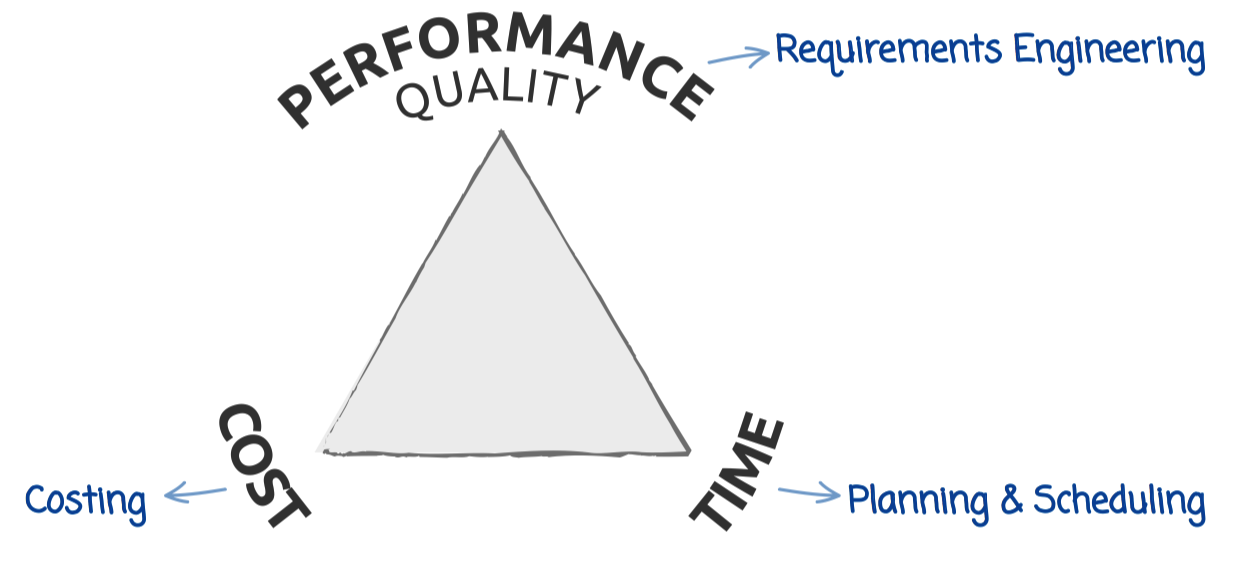 PERFORMANCE
QUALITY
Requirements Engineering
COST
Costing
TIME
Planning & Scheduling